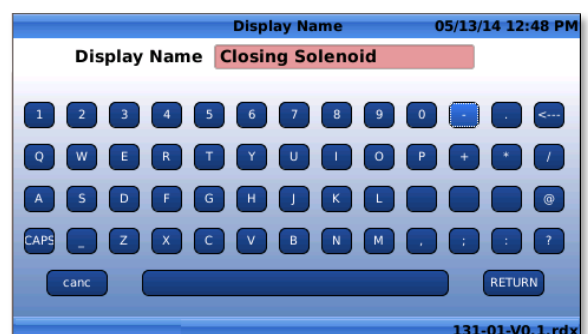 Display Name 05/13/14 12:48 PM
Display Name Closing Solenoid
1 2 3 4 5 6 7 8 9 0 - . <---
Q W E R T Y U I O P + * /
A S D F G H J K L @
CAPS _ Z X C V B N M , ; : ?
canc RETURN
131-01-V0.1.rdx